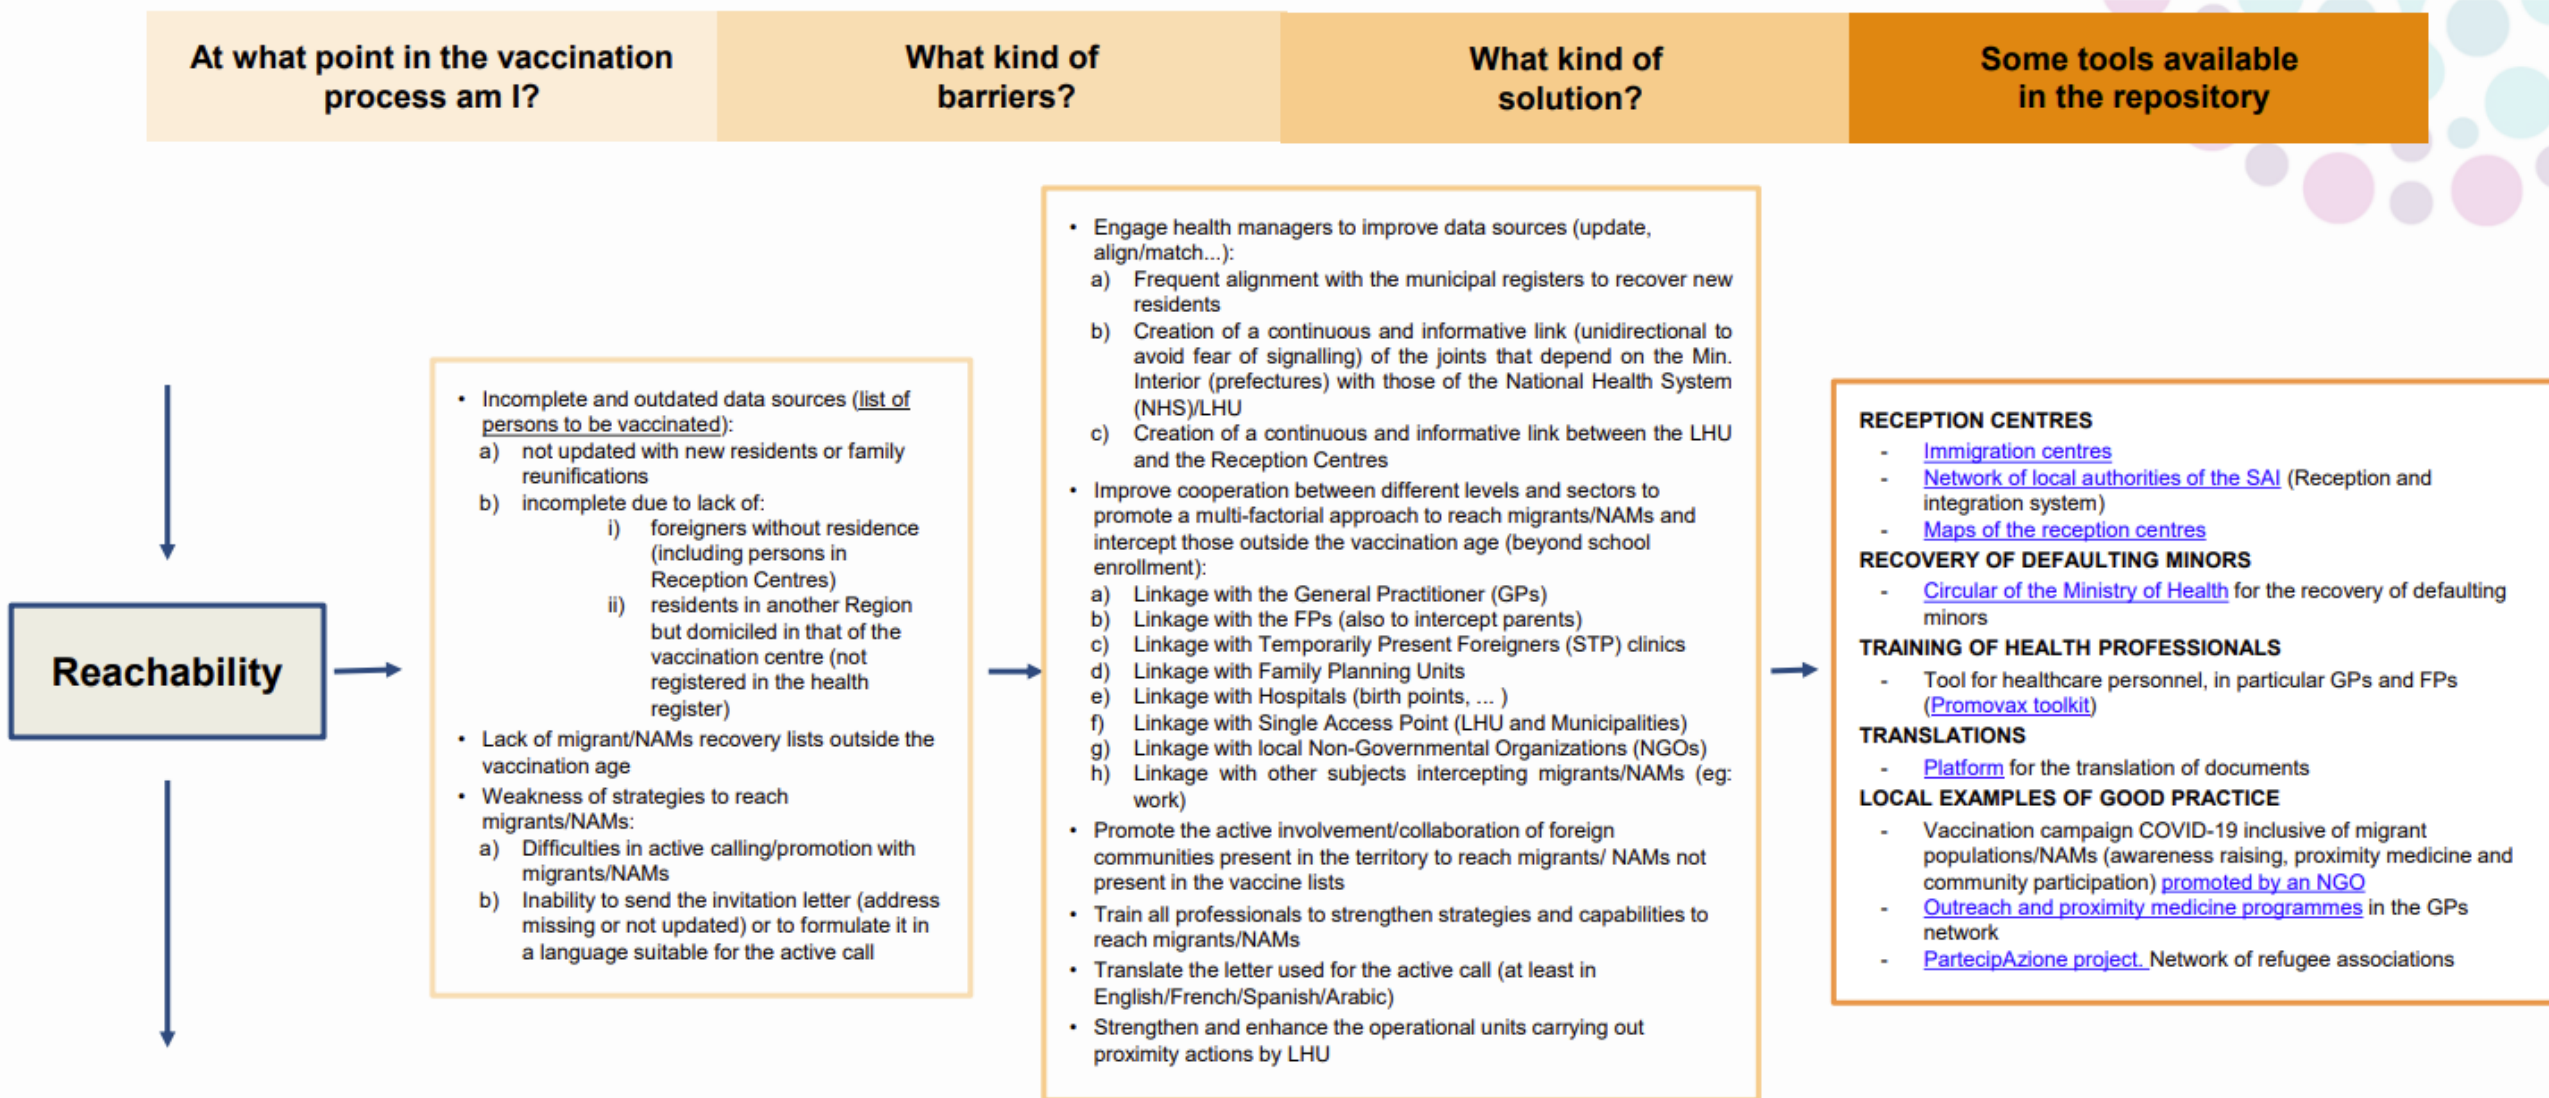 At what point in the vaccination
process am I?
What kind of
barriers?
What kind of
solution?
Some tools available
in the repository
Reachability
• Incomplete and outdated data sources (list of
persons to be vaccinated):
a) not updated with new residents or family
reunifications
b) incomplete due to lack of:
i) foreigners without residence
(including persons in
Reception Centres)
ii) residents in another Region
but domiciled in that of the
vaccination centre (not
registered in the health
register)
• Lack of migrant/NAMs recovery lists outside the
vaccination age
• Weakness of strategies to reach
migrants/NAMs:
a) Difficulties in active calling/promotion with
migrants/NAMs
b) Inability to send the invitation letter (address
missing or not updated) or to formulate it in
a language suitable for the active call
• Engage health managers to improve data sources (update,
align/match...):
a) Frequent alignment with the municipal registers to recover new
residents
b) Creation of a continuous and informative link (unidirectional to
avoid fear of signalling) of the joints that depend on the Min.
Interior (prefectures) with those of the National Health System
(NHS)/LHU
c) Creation of a continuous and informative link between the LHU
and the Reception Centres
• Improve cooperation between different levels and sectors to
promote a multi-factorial approach to reach migrants/NAMs and
intercept those outside the vaccination age (beyond school
enrollment):
a) Linkage with the General Practitioner (GPs)
b) Linkage with the FPs (also to intercept parents)
c) Linkage with Temporarily Present Foreigners (STP) clinics
d) Linkage with Family Planning Units
e) Linkage with Hospitals (birth points, ... )
f) Linkage with Single Access Point (LHU and Municipalities)
g) Linkage with local Non-Governmental Organizations (NGOs)
h) Linkage with other subjects intercepting migrants/NAMs (eg:
work)
• Promote the active involvement/collaboration of foreign
communities present in the territory to reach migrants/ NAMs not
present in the vaccine lists
• Train all professionals to strengthen strategies and capabilities to
reach migrants/NAMs
• Translate the letter used for the active call (at least in
English/French/Spanish/Arabic)
• Strengthen and enhance the operational units carrying out
proximity actions by LHU
RECEPTION CENTRES
- Immigration centres
- Network of local authorities of the SAI (Reception and
integration system)
- Maps of the reception centres
RECOVERY OF DEFAULTING MINORS
- Circular of the Ministry of Health for the recovery of defaulting
minors
TRAINING OF HEALTH PROFESSIONALS
- Tool for healthcare personnel, in particular GPs and FPs
(Promovax toolkit)
TRANSLATIONS
- Platform for the translation of documents
LOCAL EXAMPLES OF GOOD PRACTICE
- Vaccination campaign COVID-19 inclusive of migrant
populations/NAMs (awareness raising, proximity medicine and
community participation) promoted by an NGO
- Outreach and proximity medicine programmes in the GPs
network
- PartecipAzione project. Network of refugee associations